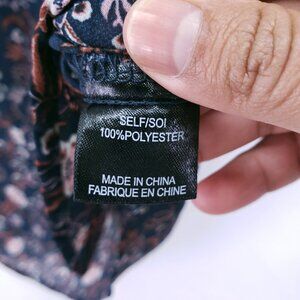 SELF/SOI
100%POLYESTER
MADE IN CHINA
FABRIQUE EN CHINE